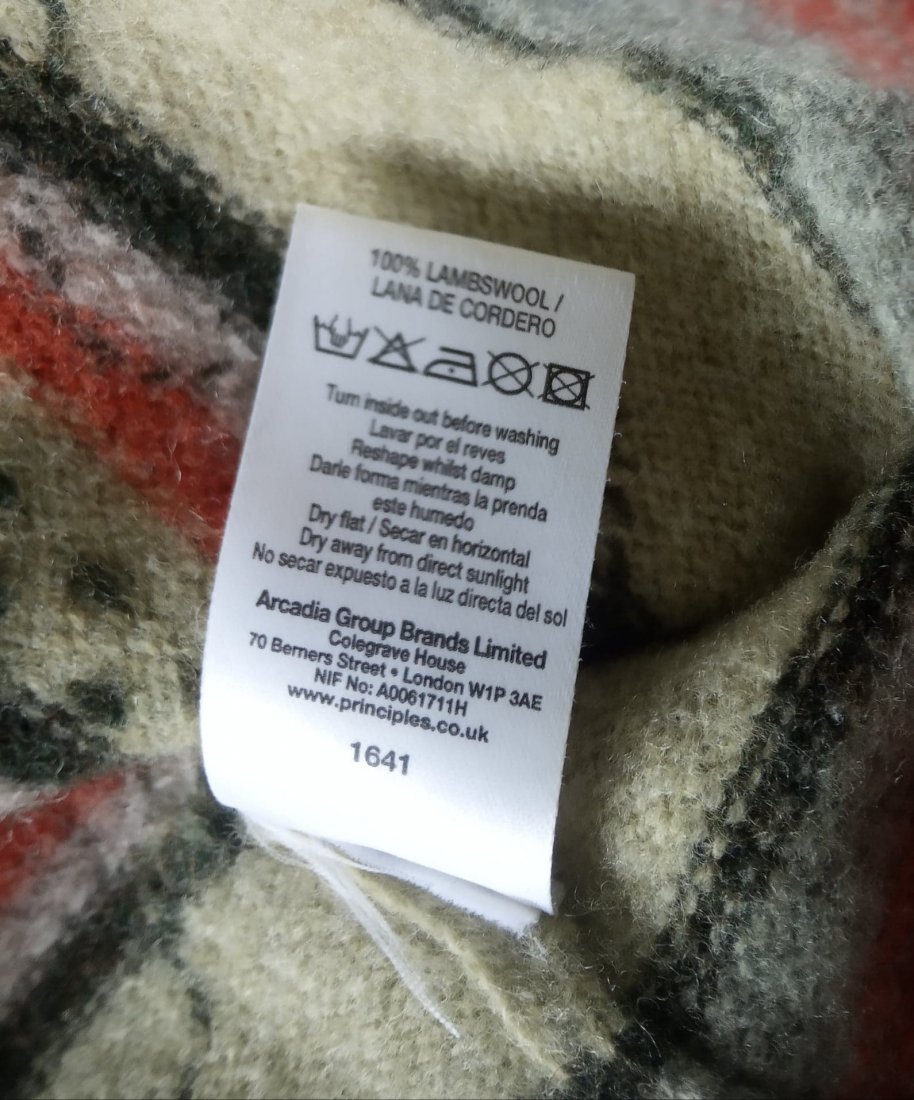 100% LAMBSWOOL /
LANA DE CORDERO
Turn inside out before washing
Lavar por el reves
Reshape whilst damp
Darle forma mientras la prenda
este humedo
Dry flat / Secar en horizontal
Dry away from direct sunlight
No secar expuesto a la luz directa del sol
Arcadia Group Brands Limited
Colegrave House
70 Berners Street • London W1P 3AE
NIF No: A0061711H
www.principles.co.uk
1641